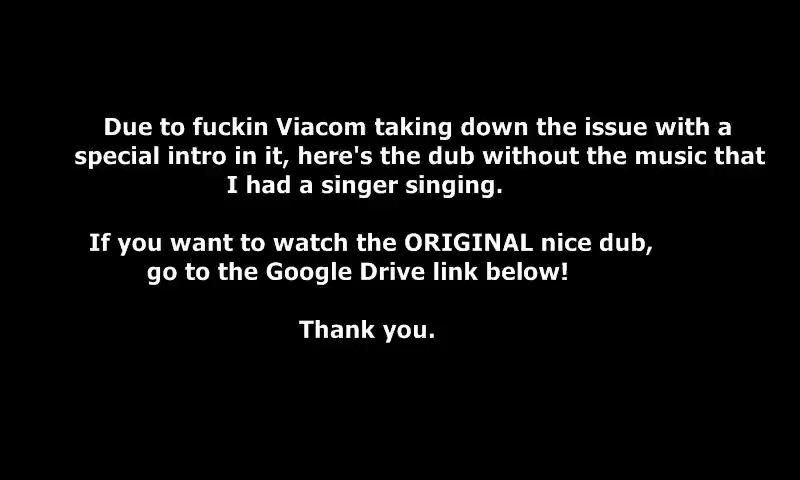 Due to fuckin Viacom taking down the issue with a
special intro in it, here's the dub without the music that
I had a singer singing.
If you want to watch the ORIGINAL nice dub,
go to the Google Drive link below!
Thank you.